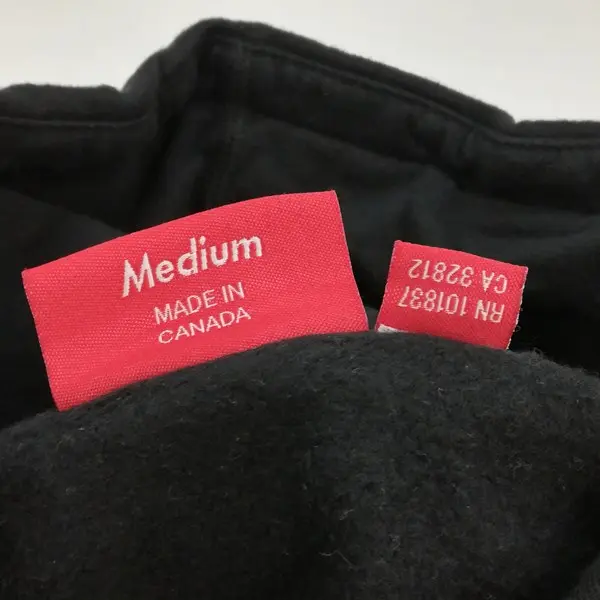 Medium
MADE IN
CANADA
RN 101837
CA 32812